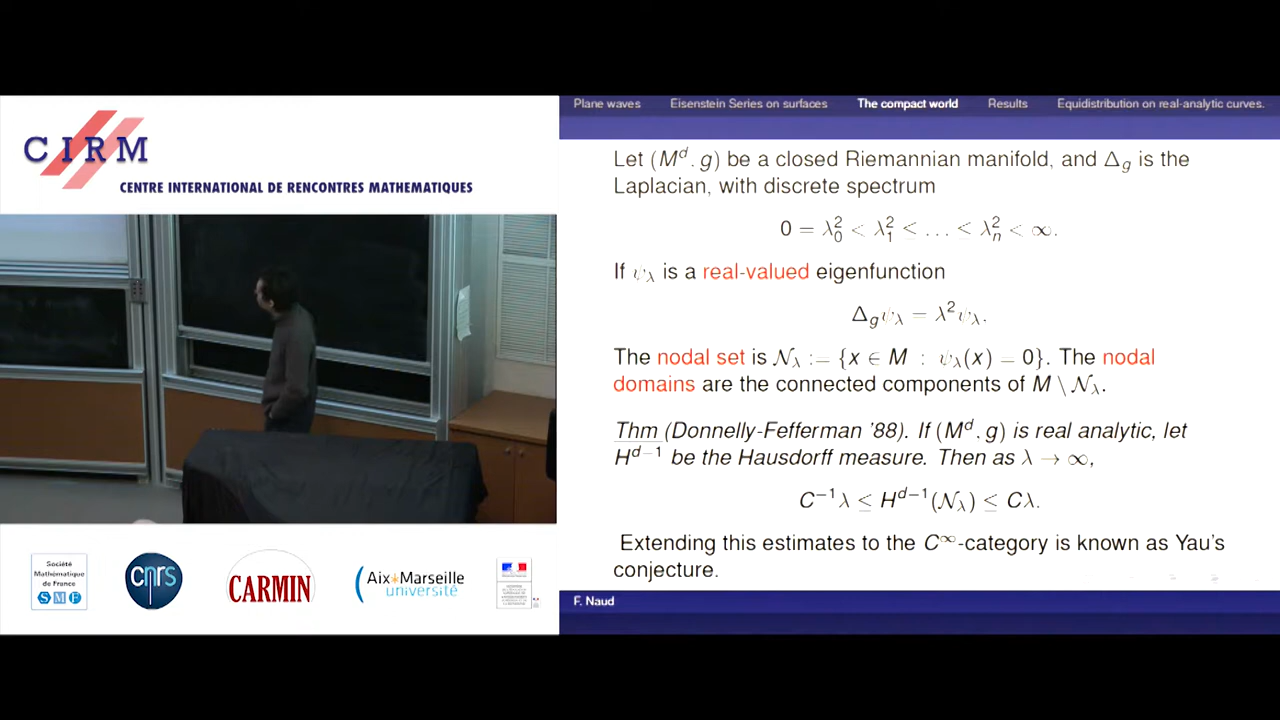 CIRM
CENTRE INTERNATIONAL DE RENCONTRES MATHEMATIQUES
Société
Mathématique
de France
SMF
cnrs
CARMIN
Aix*Marseille
université
Plane waves Eisenstein Series on surfaces The compact world Results Equidistribution on real-analytic curves.
Let (M^d, g) be a closed Riemannian manifold, and Δ_g is the
Laplacian, with discrete spectrum
0 = λ_0^2 < λ_1^2 ≤ … ≤ λ_n^2 < ∞.
If ψ_λ is a real-valued eigenfunction
Δ_g ψ_λ = λ^2 ψ_λ.
The nodal set is 𝒩_λ := {x ∈ M : ψ_λ(x) = 0}. The nodal
domains are the connected components of M \ 𝒩_λ.
Thm (Donnelly-Fefferman '88). If (M^d, g) is real analytic, let
H^{d−1} be the Hausdorff measure. Then as λ → ∞,
C^{−1}λ ≤ H^{d−1}(𝒩_λ) ≤ Cλ.
Extending this estimates to the C^∞-category is known as Yau's
conjecture.
F. Naud